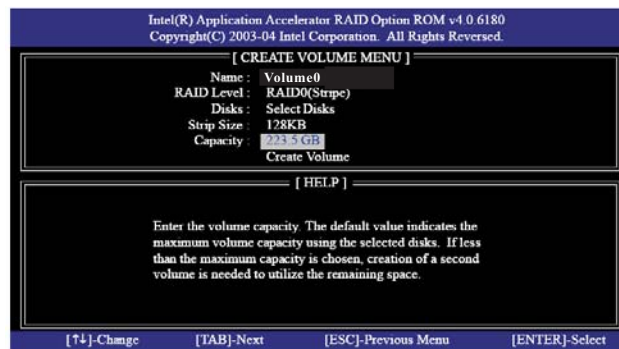 Intel(R) Application Accelerator RAID Option ROM v4.0.6180
Copyright(C) 2003-04 Intel Corporation. All Rights Reversed.
[ CREATE VOLUME MENU ]
Name : Volume0
RAID Level : RAID0(Stripe)
Disks : Select Disks
Strip Size : 128KB
Capacity : 223.5 GB
Create Volume
[ HELP ]
Enter the volume capacity. The default value indicates the
maximum volume capacity using the selected disks. If less
than the maximum capacity is chosen, creation of a second
volume is needed to utilize the remaining space.
[↑↓]-Change [TAB]-Next [ESC]-Previous Menu [ENTER]-Select